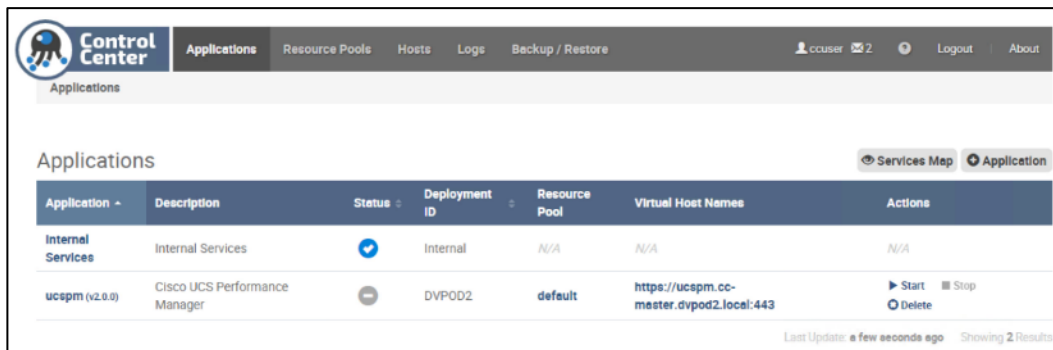 Control Center Applications Resource Pools Hosts Logs Backup / Restore ccuser 2 Logout About
Applications
Applications Services Map Application
Application Description Status Deployment ID Resource Pool Virtual Host Names Actions
Internal Services Internal Services Internal N/A N/A N/A
ucspm (v2.0.0) Cisco UCS Performance Manager DVPOD2 default https://ucspm.cc-master.dvpod2.local:443 Start Stop Delete
Last Update: a few seconds ago Showing 2 Results